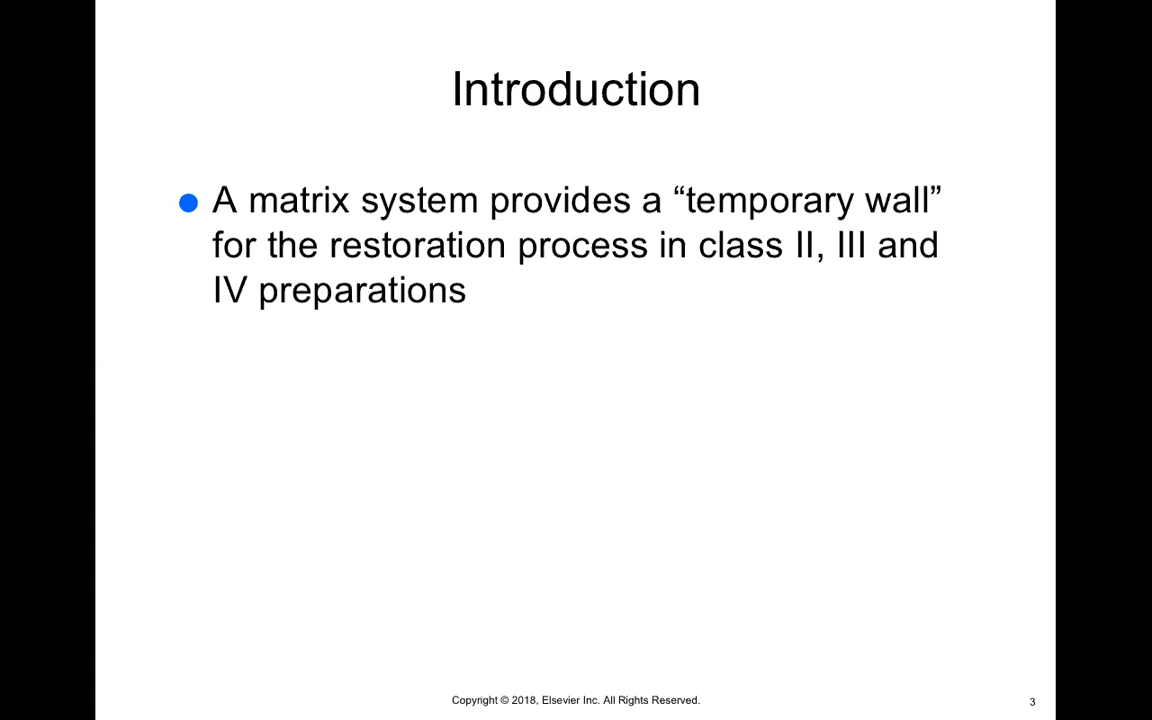 Introduction
A matrix system provides a “temporary wall”
for the restoration process in class II, III and
IV preparations
Copyright © 2018, Elsevier Inc. All Rights Reserved.
3